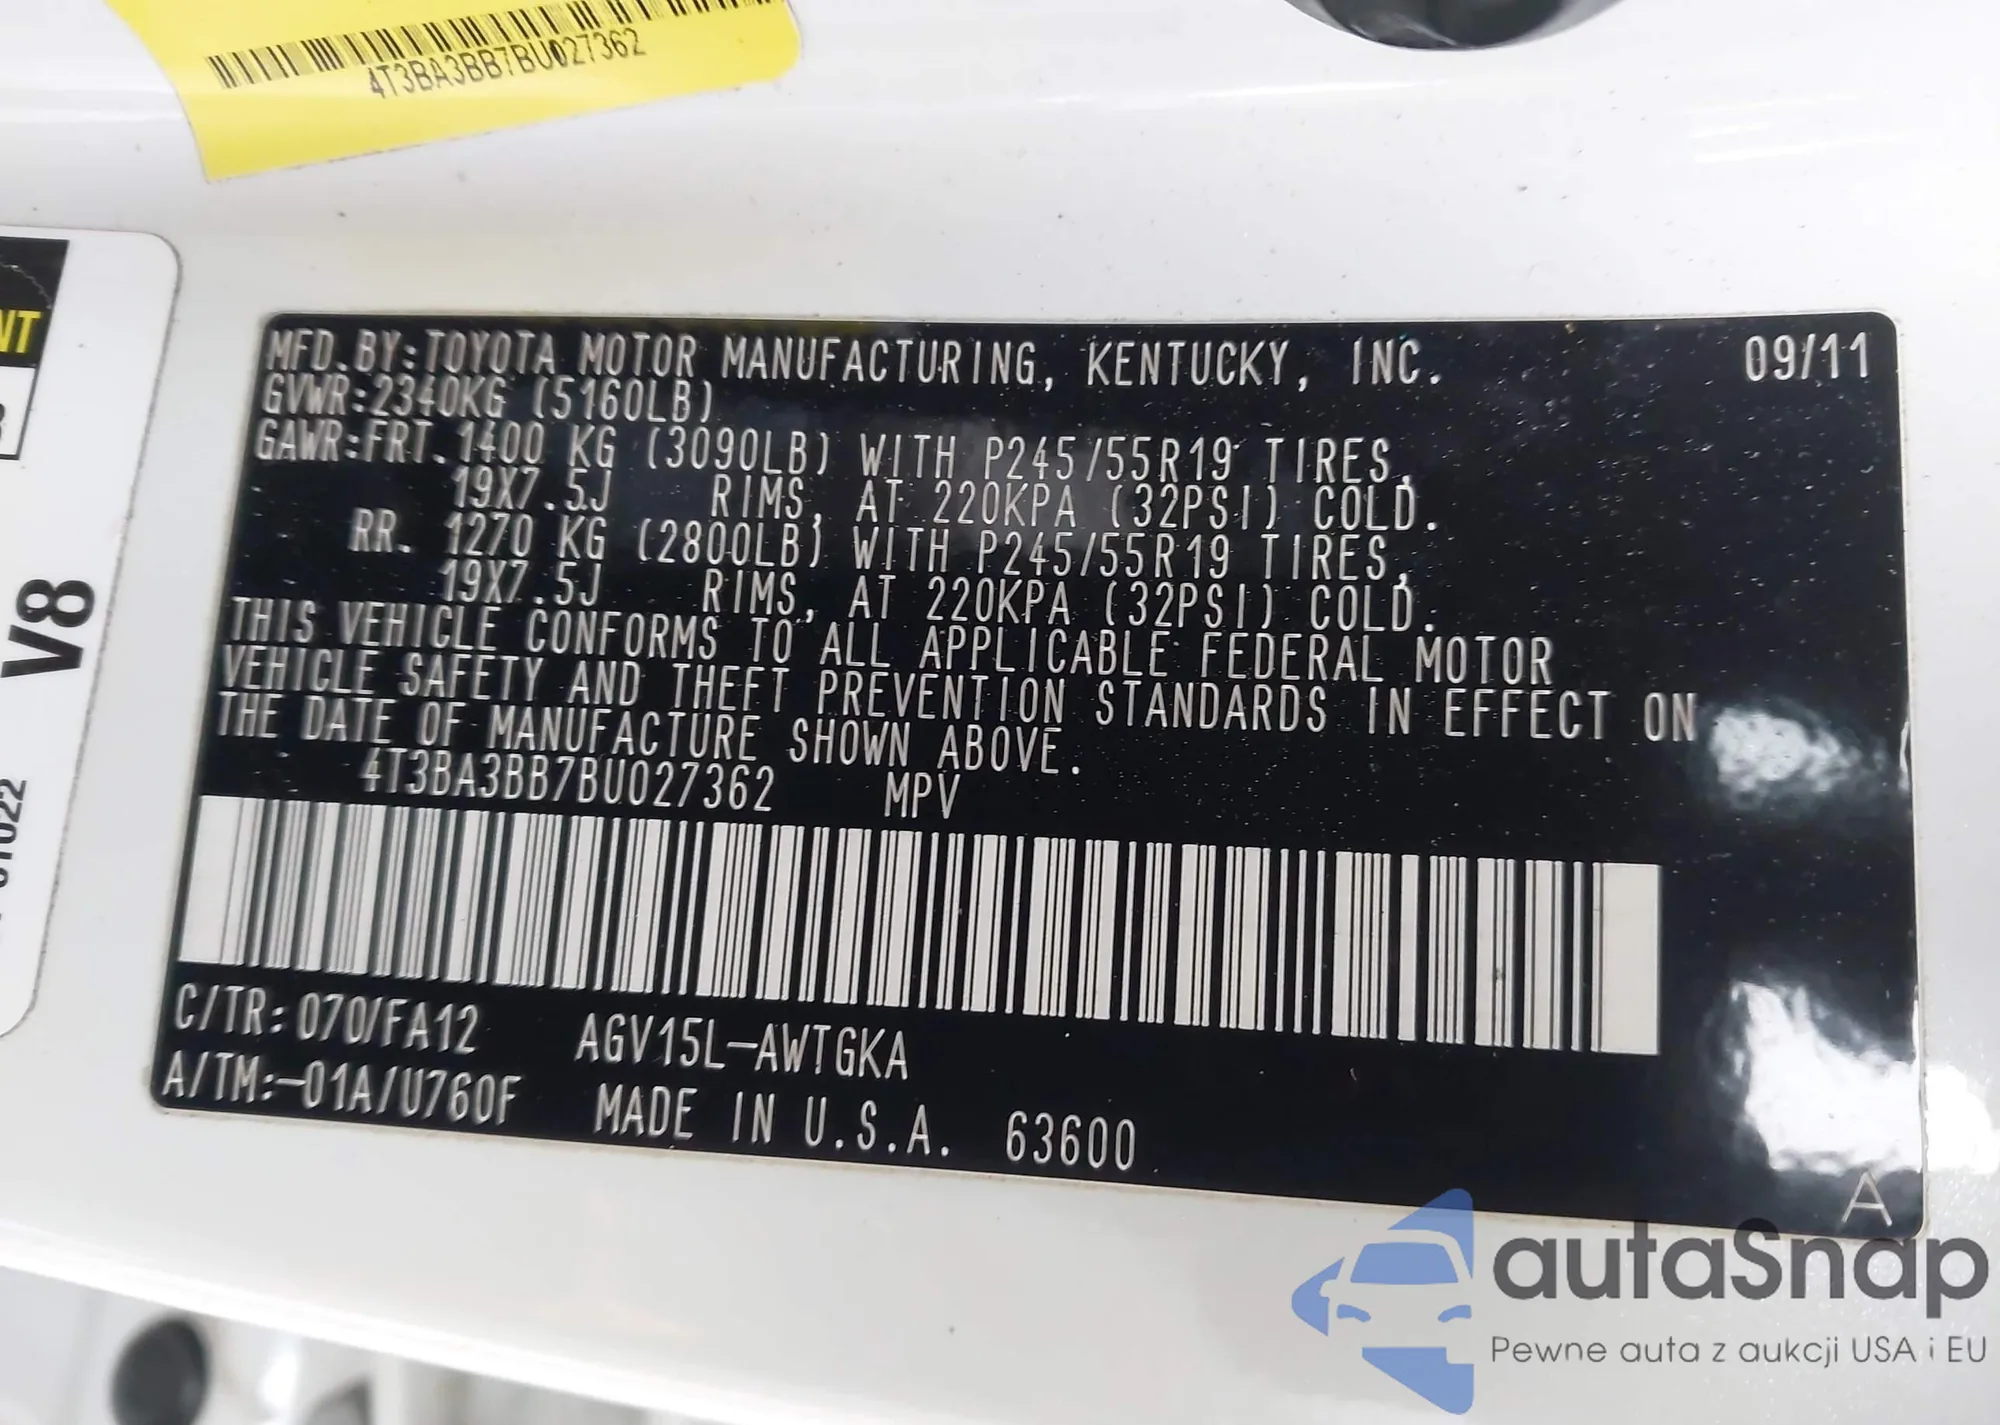 4T3BA3BB7BU027362
NT
V8
MFD.BY:TOYOTA MOTOR MANUFACTURING, KENTUCKY, INC. 09/11
GVWR:2340KG (5160LB)
GAWR:FRT. 1400 KG (3090LB) WITH P245/55R19 TIRES,
19X7.5J RIMS, AT 220KPA (32PSI) COLD.
RR. 1270 KG (2800LB) WITH P245/55R19 TIRES,
19X7.5J RIMS, AT 220KPA (32PSI) COLD.
THIS VEHICLE CONFORMS TO ALL APPLICABLE FEDERAL MOTOR
VEHICLE SAFETY AND THEFT PREVENTION STANDARDS IN EFFECT ON
THE DATE OF MANUFACTURE SHOWN ABOVE.
4T3BA3BB7BU027362 MPV
C/TR:070/FA12 AGV15L-AWTGKA
A/TM:-01A/U760F MADE IN U.S.A. 63600
A
autaSnap
Pewne auta z aukcji USA i EU